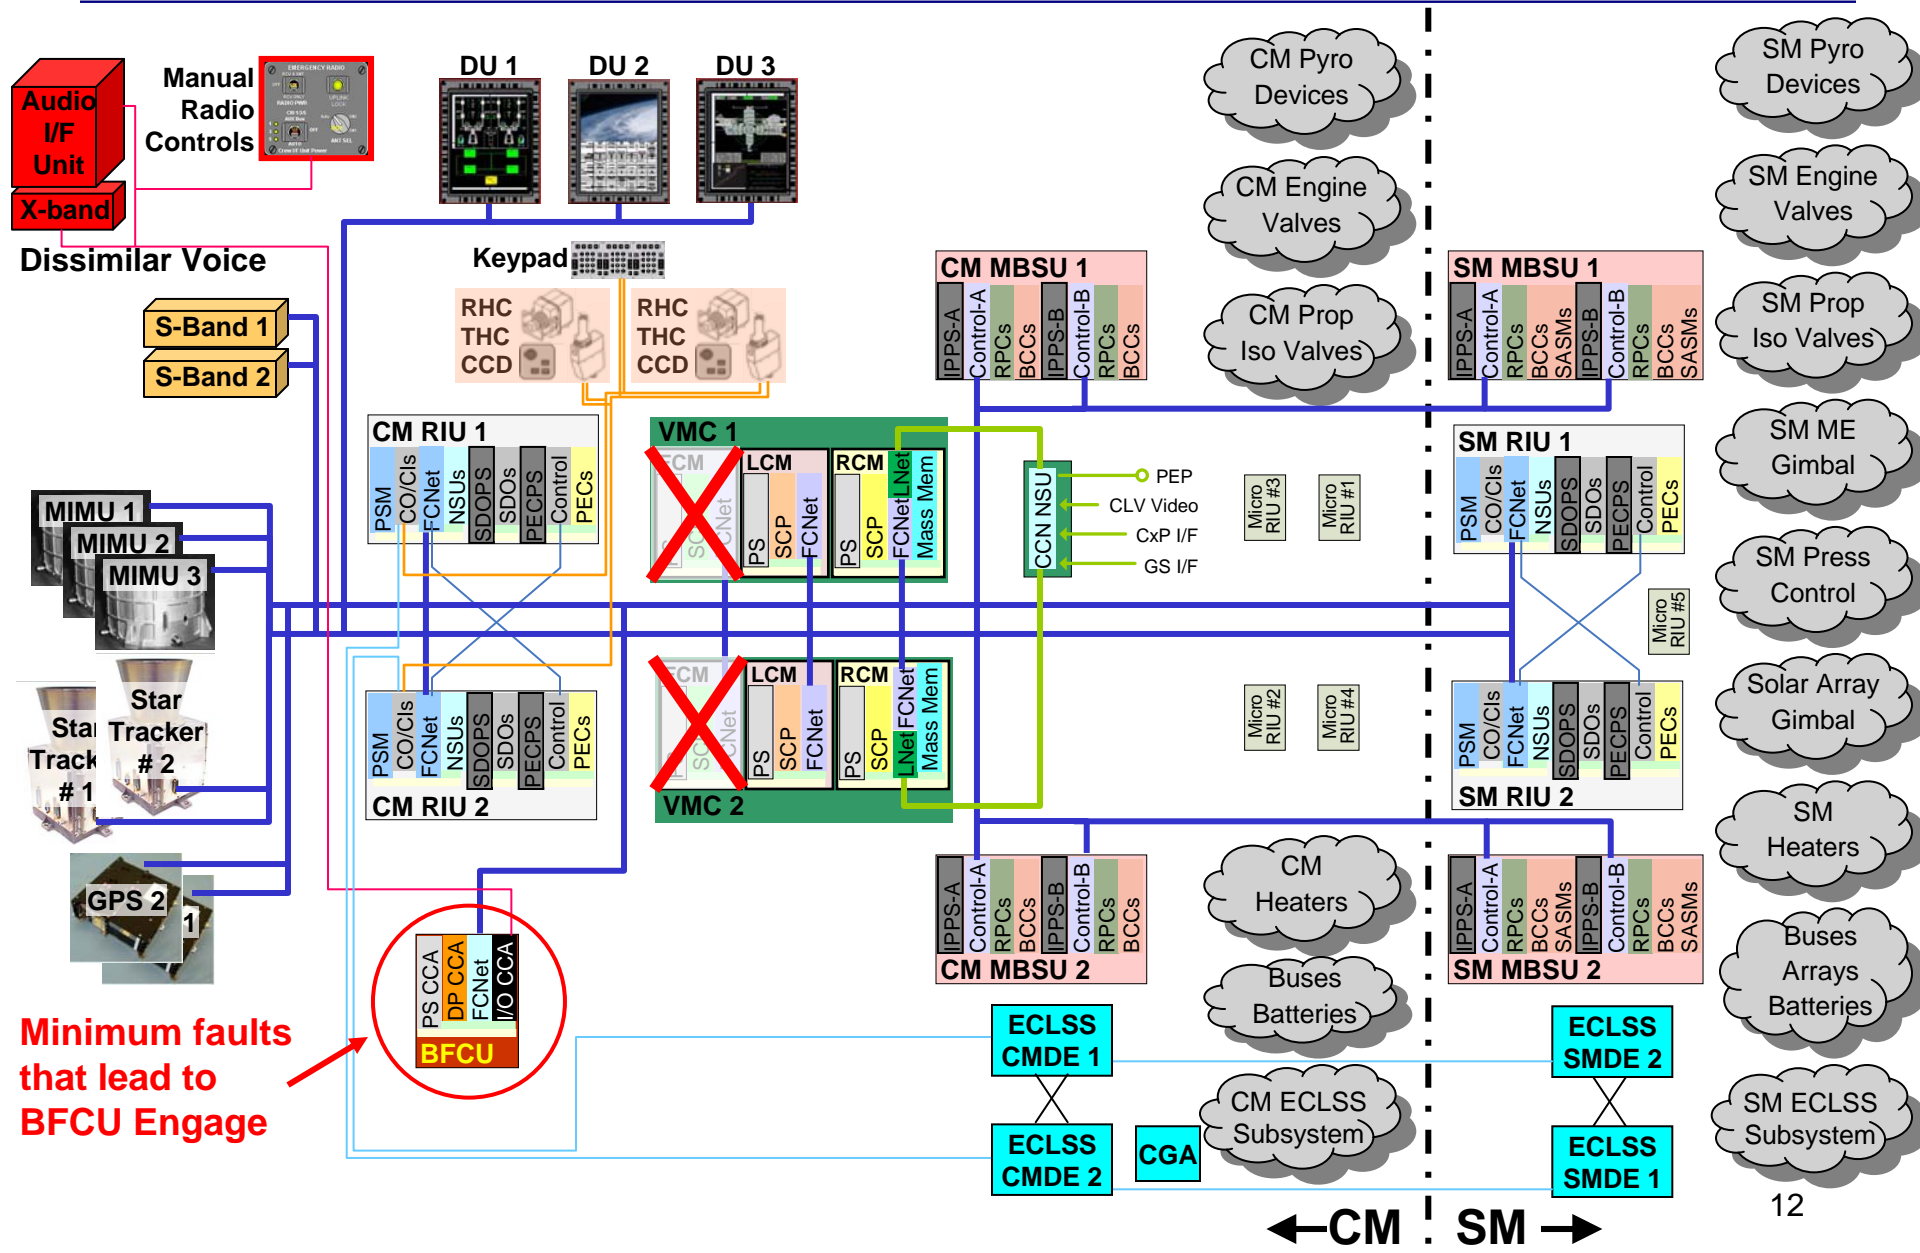 Audio
I/F
Unit
X-band
Dissimilar Voice
Manual
Radio
Controls
EMERGENCY RADIO
DU 1
DU 2
DU 3
Keypad
RHC
THC
CCD
RHC
THC
CCD
S-Band 1
S-Band 2
MIMU 1
MIMU 2
MIMU 3
Star
Tracker
# 2
Star
Track
# 1
GPS 2
1
CM RIU 1
PSM
CO/CIs
FCNet
NSUs
SDOPS
SDOs
PECPS
Control
PECs
PSM
CO/CIs
FCNet
NSUs
SDOPS
SDOs
PECPS
Control
PECs
CM RIU 2
VMC 1
FCM
PS
SCP
FCNet
LCM
PS
SCP
FCNet
RCM
PS
SCP
FCNet
LNet
Mass Mem
FCM
PS
SCP
FCNet
LCM
PS
SCP
FCNet
RCM
PS
SCP
LNet
FCNet
Mass Mem
VMC 2
CCN NSU
PEP
CLV Video
CxP I/F
GS I/F
CM MBSU 1
IPPS-A
Control-A
RPCs
BCCs
IPPS-B
Control-B
RPCs
BCCs
SM MBSU 1
IPPS-A
Control-A
RPCs
BCCs
SASMs
IPPS-B
Control-B
RPCs
BCCs
SASMs
Micro
RIU #3
Micro
RIU #1
Micro
RIU #2
Micro
RIU #4
Micro
RIU #5
SM RIU 1
PSM
CO/CIs
FCNet
NSUs
SDOPS
SDOs
PECPS
Control
PECs
PSM
CO/CIs
FCNet
NSUs
SDOPS
SDOs
PECPS
Control
PECs
SM RIU 2
IPPS-A
Control-A
RPCs
BCCs
IPPS-B
Control-B
RPCs
BCCs
CM MBSU 2
IPPS-A
Control-A
RPCs
BCCs
SASMs
IPPS-B
Control-B
RPCs
BCCs
SASMs
SM MBSU 2
CM Pyro
Devices
CM Engine
Valves
CM Prop
Iso Valves
CM
Heaters
Buses
Batteries
CM ECLSS
Subsystem
SM Pyro
Devices
SM Engine
Valves
SM Prop
Iso Valves
SM ME
Gimbal
SM Press
Control
Solar Array
Gimbal
SM
Heaters
Buses
Arrays
Batteries
SM ECLSS
Subsystem
PS CCA
DP CCA
FCNet
I/O CCA
BFCU
Minimum faults
that lead to
BFCU Engage
ECLSS
CMDE 1
ECLSS
CMDE 2
CGA
ECLSS
SMDE 2
ECLSS
SMDE 1
CM
SM
12